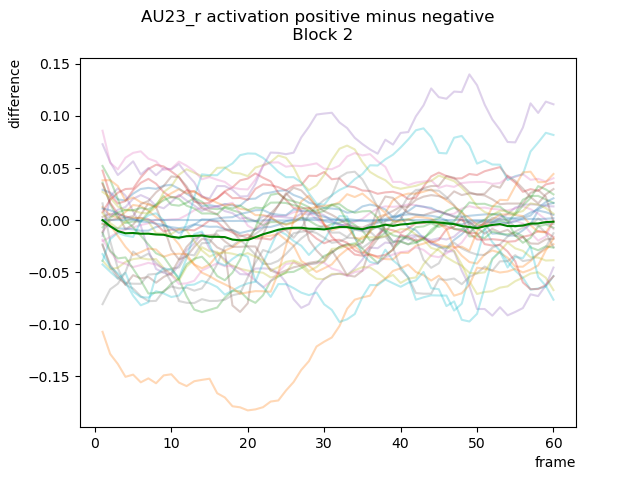 AU23_r activation positive minus negative
Block 2
difference
0.15
0.10
0.05
0.00
−0.05
−0.10
−0.15
0 10 20 30 40 50 60
frame